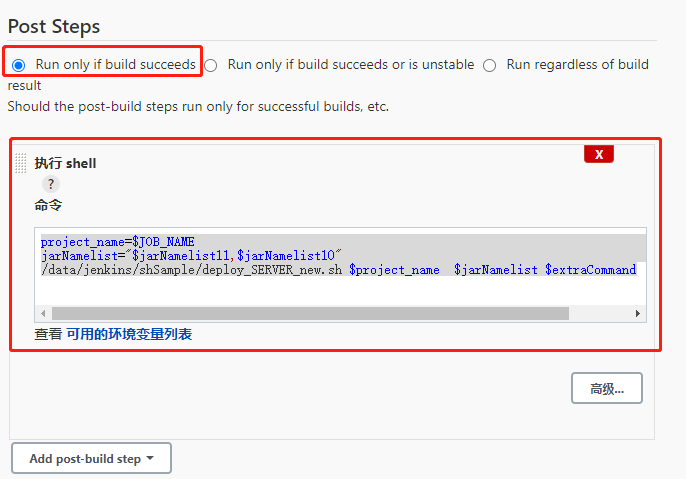 Post Steps
Run only if build succeeds Run only if build succeeds or is unstable Run regardless of build
result
Should the post-build steps run only for successful builds, etc.
X
执行 shell
?
命令
project_name=$JOB_NAME
jarNamelist="$jarNamelist11,$jarNamelist10"
/data/jenkins/shSample/deploy_SERVER_new.sh $project_name  $jarNamelist $extraCommand
查看 可用的环境变量列表
高级...
Add post-build step